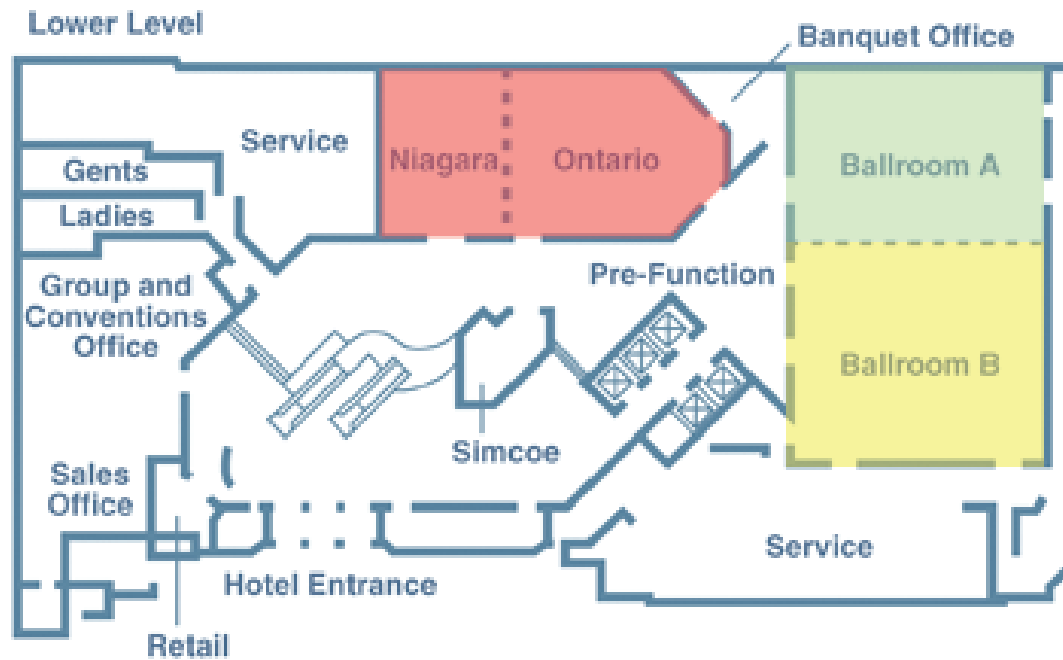 Lower Level
Banquet Office
Service
Niagara
Ontario
Ballroom A
Gents
Ladies
Group and
Conventions
Office
Pre-Function
Ballroom B
Simcoe
Sales
Office
Service
Hotel Entrance
Retail